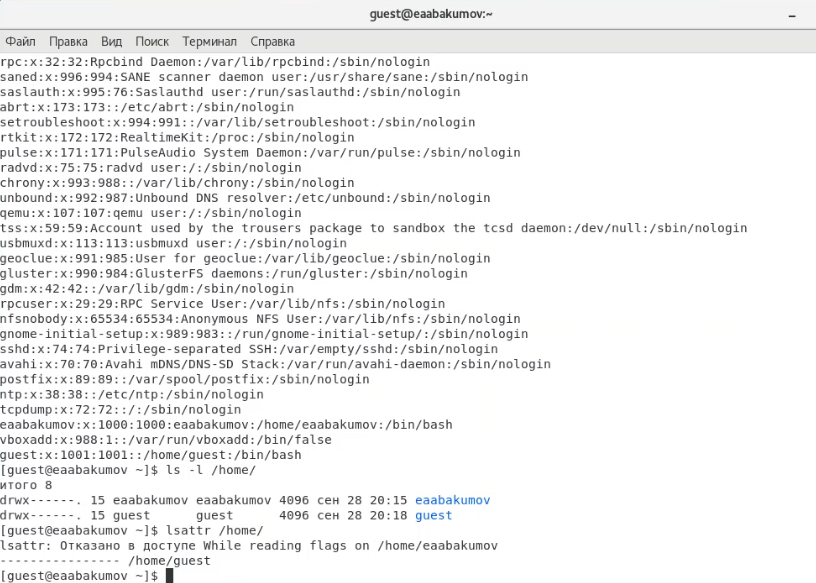 guest@eaabakumov:~
Файл Правка Вид Поиск Терминал Справка
rpc:x:32:32:Rpcbind Daemon:/var/lib/rpcbind:/sbin/nologin
saned:x:996:994:SANE scanner daemon user:/usr/share/sane:/sbin/nologin
saslauth:x:995:76:Saslauthd user:/run/saslauthd:/sbin/nologin
abrt:x:173:173::/etc/abrt:/sbin/nologin
setroubleshoot:x:994:991::/var/lib/setroubleshoot:/sbin/nologin
rtkit:x:172:172:RealtimeKit:/proc:/sbin/nologin
pulse:x:171:171:PulseAudio System Daemon:/var/run/pulse:/sbin/nologin
radvd:x:75:75:radvd user:/:/sbin/nologin
chrony:x:993:988::/var/lib/chrony:/sbin/nologin
unbound:x:992:987:Unbound DNS resolver:/etc/unbound:/sbin/nologin
qemu:x:107:107:qemu user:/:/sbin/nologin
tss:x:59:59:Account used by the trousers package to sandbox the tcsd daemon:/dev/null:/sbin/nologin
usbmuxd:x:113:113:usbmuxd user:/:/sbin/nologin
geoclue:x:991:985:User for geoclue:/var/lib/geoclue:/sbin/nologin
gluster:x:990:984:GlusterFS daemons:/run/gluster:/sbin/nologin
gdm:x:42:42::/var/lib/gdm:/sbin/nologin
rpcuser:x:29:29:RPC Service User:/var/lib/nfs:/sbin/nologin
nfsnobody:x:65534:65534:Anonymous NFS User:/var/lib/nfs:/sbin/nologin
gnome-initial-setup:x:989:983::/run/gnome-initial-setup/:/sbin/nologin
sshd:x:74:74:Privilege-separated SSH:/var/empty/sshd:/sbin/nologin
avahi:x:70:70:Avahi mDNS/DNS-SD Stack:/var/run/avahi-daemon:/sbin/nologin
postfix:x:89:89::/var/spool/postfix:/sbin/nologin
ntp:x:38:38::/etc/ntp:/sbin/nologin
tcpdump:x:72:72::/:/sbin/nologin
eaabakumov:x:1000:1000:eaabakumov:/home/eaabakumov:/bin/bash
vboxadd:x:988:1::/var/run/vboxadd:/bin/false
guest:x:1001:1001::/home/guest:/bin/bash
[guest@eaabakumov ~]$ ls -l /home/
итого 8
drwx------. 15 eaabakumov eaabakumov 4096 сен 28 20:15 eaabakumov
drwx------. 15 guest      guest      4096 сен 28 20:18 guest
[guest@eaabakumov ~]$ lsattr /home/
lsattr: Отказано в доступе While reading flags on /home/eaabakumov
---------------- /home/guest
[guest@eaabakumov ~]$